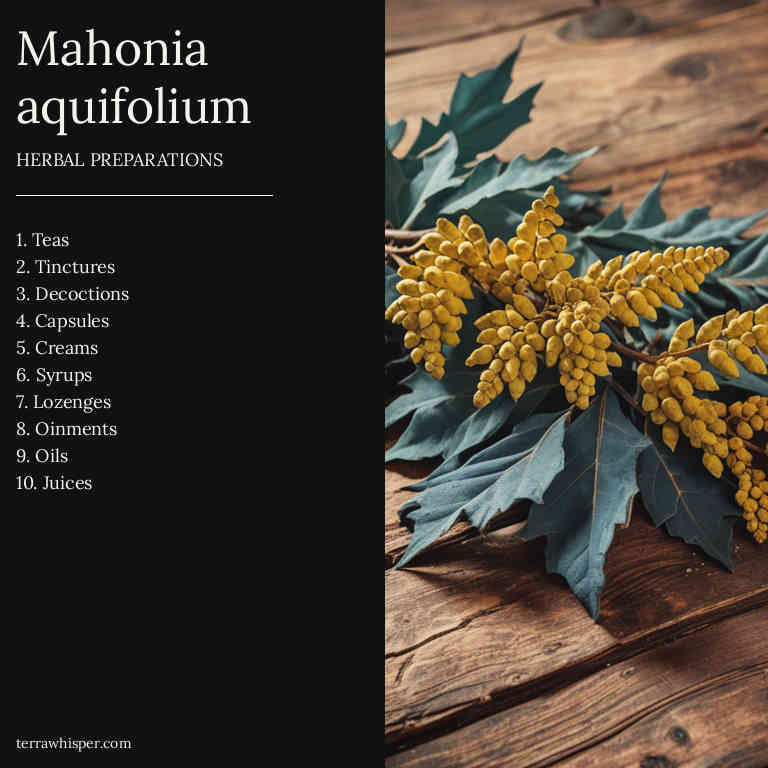 Mahonia
aquifolium
HERBAL PREPARATIONS
1. Teas
2. Tinctures
3. Decoctions
4. Capsules
5. Creams
6. Syrups
7. Lozenges
8. Oinments
9. Oils
10. Juices
terrawhisper.com